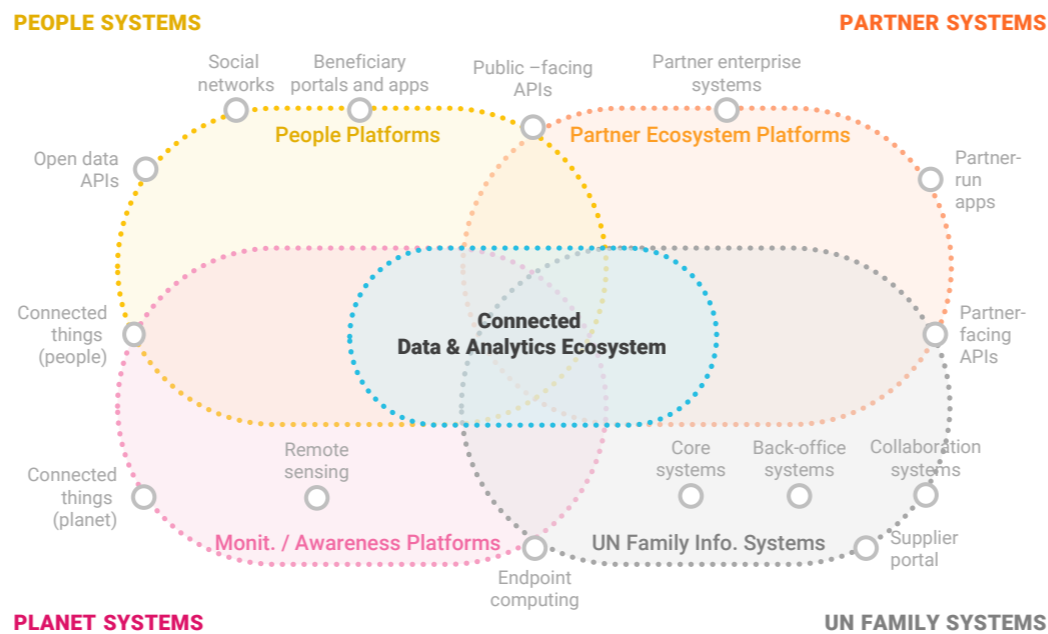 PEOPLE SYSTEMS
PARTNER SYSTEMS
Social
networks
Beneficiary
portals and apps
Public –facing
APIs
Partner enterprise
systems
People Platforms
Partner Ecosystem Platforms
Open data
APIs
Partner-
run
apps
Connected
things
(people)
Connected
Data & Analytics Ecosystem
Partner-
facing
APIs
Remote
sensing
Core
systems
Back-office
systems
Collaboration
systems
Connected
things
(planet)
Monit. / Awareness Platforms
UN Family Info. Systems
Supplier
portal
Endpoint
computing
PLANET SYSTEMS
UN FAMILY SYSTEMS